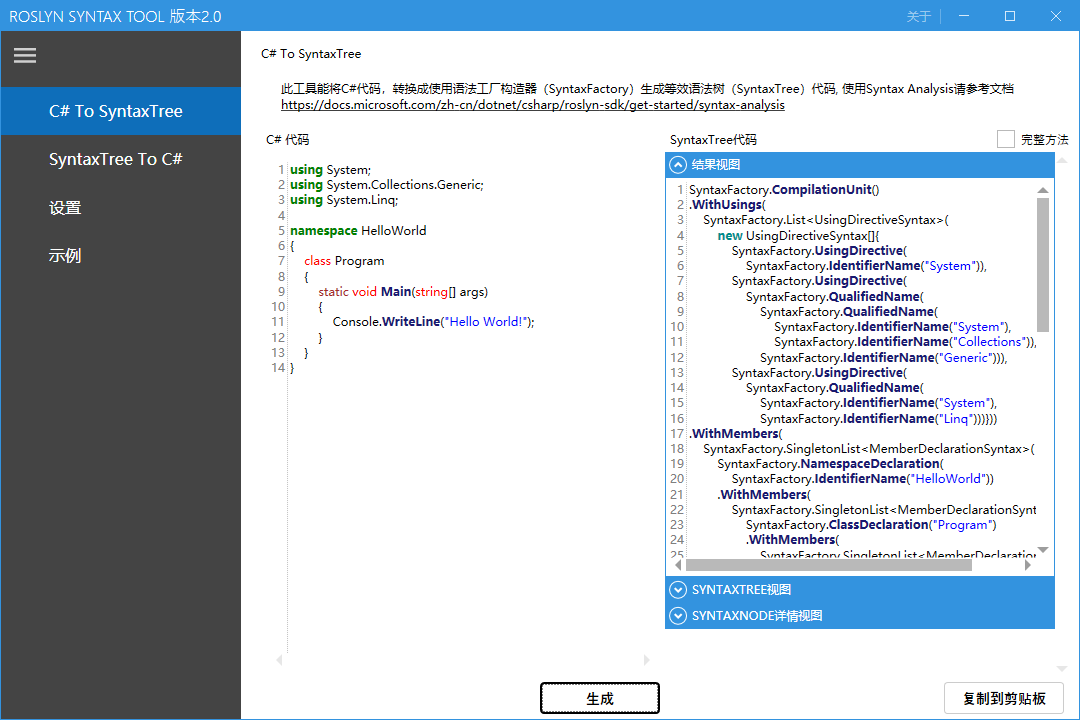 ROSLYN SYNTAX TOOL 版本2.0
关于
C# To SyntaxTree
SyntaxTree To C#
设置
示例
C# To SyntaxTree
此工具能将C#代码，转换成使用语法工厂构造器（SyntaxFactory）生成等效语法树（SyntaxTree）代码, 使用Syntax Analysis请参考文档
https://docs.microsoft.com/zh-cn/dotnet/csharp/roslyn-sdk/get-started/syntax-analysis
C# 代码
1 using System;
2 using System.Collections.Generic;
3 using System.Linq;
4
5 namespace HelloWorld
6 {
7 class Program
8 {
9 static void Main(string[] args)
10 {
11 Console.WriteLine("Hello World!");
12 }
13 }
14 }
SyntaxTree代码
完整方法
结果视图
1 SyntaxFactory.CompilationUnit()
2 .WithUsings(
3 SyntaxFactory.List<UsingDirectiveSyntax>(
4 new UsingDirectiveSyntax[]{
5 SyntaxFactory.UsingDirective(
6 SyntaxFactory.IdentifierName("System")),
7 SyntaxFactory.UsingDirective(
8 SyntaxFactory.QualifiedName(
9 SyntaxFactory.QualifiedName(
10 SyntaxFactory.IdentifierName("System"),
11 SyntaxFactory.IdentifierName("Collections")),
12 SyntaxFactory.IdentifierName("Generic"))),
13 SyntaxFactory.UsingDirective(
14 SyntaxFactory.QualifiedName(
15 SyntaxFactory.IdentifierName("System"),
16 SyntaxFactory.IdentifierName("Linq")))}))
17 .WithMembers(
18 SyntaxFactory.SingletonList<MemberDeclarationSyntax>(
19 SyntaxFactory.NamespaceDeclaration(
20 SyntaxFactory.IdentifierName("HelloWorld"))
21 .WithMembers(
22 SyntaxFactory.SingletonList<MemberDeclarationSynt
23 SyntaxFactory.ClassDeclaration("Program")
24 .WithMembers(
25 SyntaxFactory.SingletonList<MemberDeclaration
SYNTAXTREE视图
SYNTAXNODE详情视图
生成
复制到剪贴板